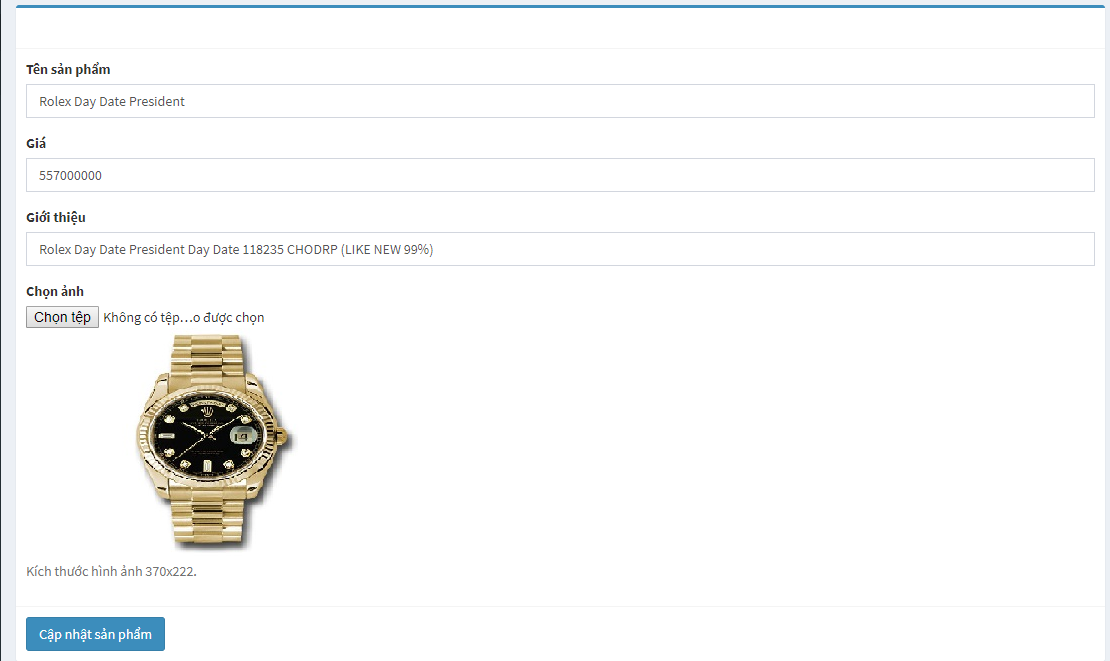 Tên sản phẩm
Rolex Day Date President
Giá
557000000
Giới thiệu
Rolex Day Date President Day Date 118235 CHODRP (LIKE NEW 99%)
Chọn ảnh
Chọn tệp Không có tệp...o được chọn
Kích thước hình ảnh 370x222.
Cập nhật sản phẩm